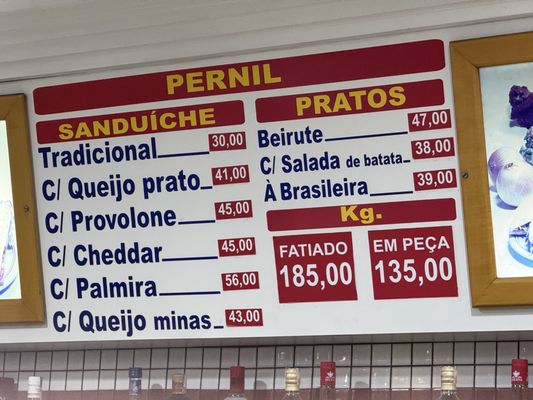 PERNIL
SANDUÍCHE
Tradicional 30,00
C/ Queijo prato 41,00
C/ Provolone 45,00
C/ Cheddar 45,00
C/ Palmira 56,00
C/ Queijo minas 43,00
PRATOS
Beirute 47,00
C/ Salada de batata 38,00
À Brasileira 39,00
Kg.
FATIADO
185,00
EM PEÇA
135,00